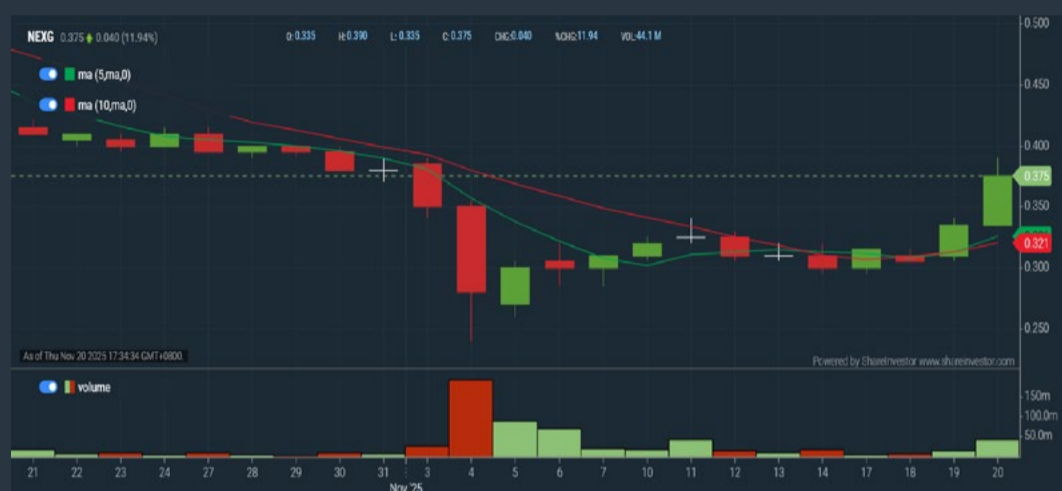 NEXG 0.375 0.040 (11.94%) O:0.335 H:0.390 L:0.335 C:0.375 CHG:0.040 %CHG:11.94 VOL:44.1 M
ma (5,ma,0)
ma (10,ma,0)
0.500
0.450
0.400
0.375
0.350
0.321
0.300
0.250
As of Thu Nov 20 2025 17:34:34 GMT+0800
Powered by ShareInvestor www.shareinvestor.com
volume
150m
100.0m
50.0m
21 22 23 24 27 28 29 30 31 3 4 5 6 7 10 11 12 13 14 17 18 19 20
Nov '25